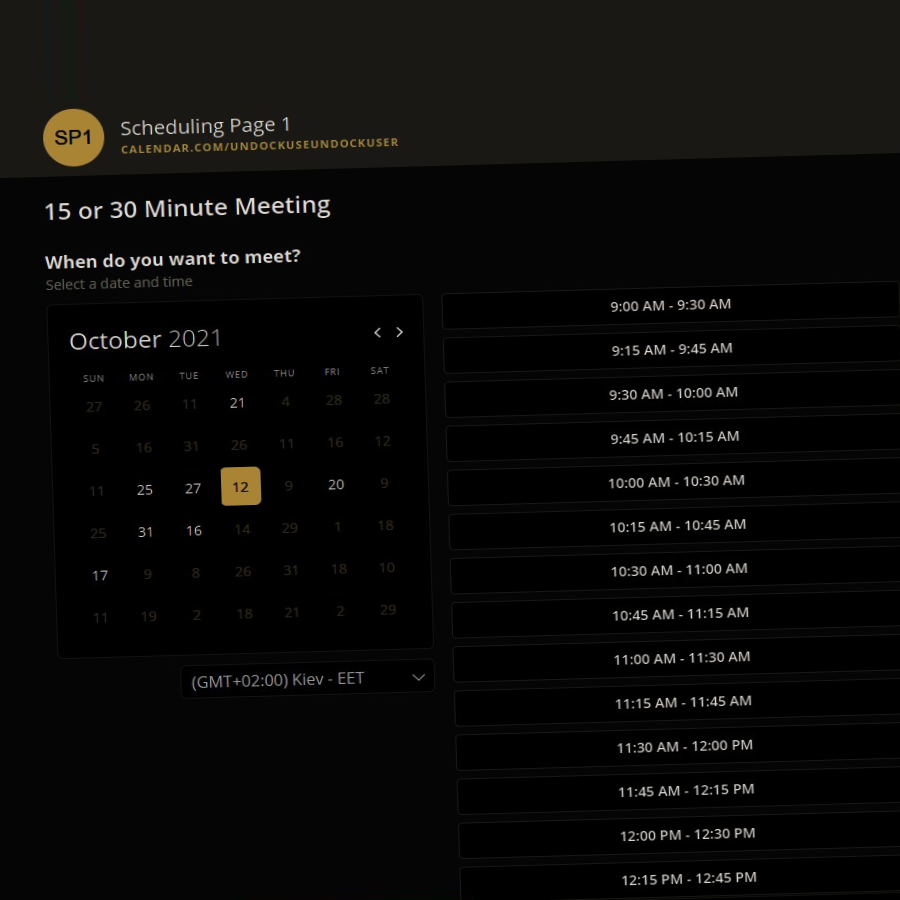 SP1
Scheduling Page 1
CALENDAR.COM/UNDOCKUSEUNDOCKUSER
15 or 30 Minute Meeting
When do you want to meet?
Select a date and time
October 2021
SUN MON TUE WED THU FRI SAT
27 26 11 21 4 28 28
5 16 31 26 11 16 12
11 25 27 12 9 20 9
25 31 16 14 29 1 18
17 9 8 26 31 18 10
11 19 2 18 21 2 29
(GMT+02:00) Kiev - EET
9:00 AM - 9:30 AM
9:15 AM - 9:45 AM
9:30 AM - 10:00 AM
9:45 AM - 10:15 AM
10:00 AM - 10:30 AM
10:15 AM - 10:45 AM
10:30 AM - 11:00 AM
10:45 AM - 11:15 AM
11:00 AM - 11:30 AM
11:15 AM - 11:45 AM
11:30 AM - 12:00 PM
11:45 AM - 12:15 PM
12:00 PM - 12:30 PM
12:15 PM - 12:45 PM